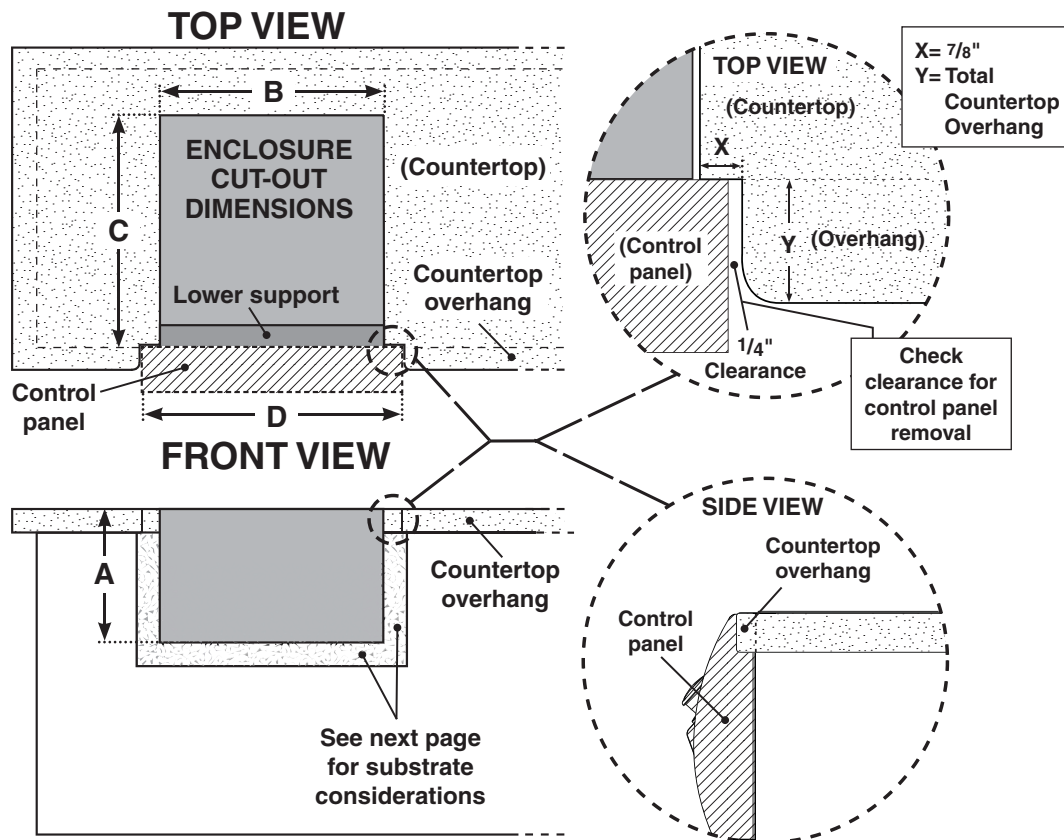 TOP VIEW
B
ENCLOSURE
CUT-OUT
DIMENSIONS
(Countertop)
C
Lower support
Countertop
overhang
Control
panel
D
TOP VIEW
(Countertop)
X
(Control
panel)
Y
(Overhang)
1/4"
Clearance
X= 7/8"
Y= Total
Countertop
Overhang
Check
clearance for
control panel
removal
FRONT VIEW
A
Countertop
overhang
See next page
for substrate
considerations
SIDE VIEW
Countertop
overhang
Control
panel